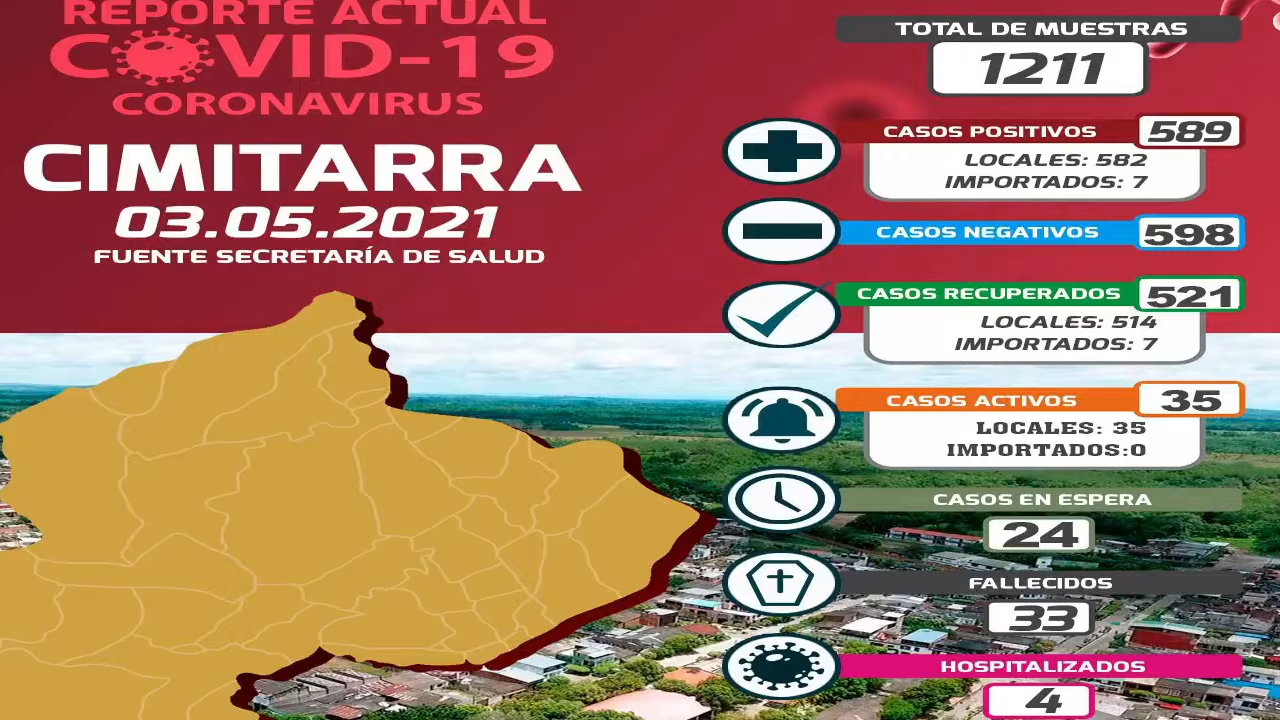 REPORTE ACTUAL
COVID-19
CORONAVIRUS
CIMITARRA
03.05.2021
FUENTE SECRETARÍA DE SALUD
TOTAL DE MUESTRAS
1211
CASOS POSITIVOS 589
LOCALES: 582
IMPORTADOS: 7
CASOS NEGATIVOS 598
CASOS RECUPERADOS 521
LOCALES: 514
IMPORTADOS: 7
CASOS ACTIVOS 35
LOCALES: 35
IMPORTADOS:0
CASOS EN ESPERA
24
FALLECIDOS
33
HOSPITALIZADOS
4